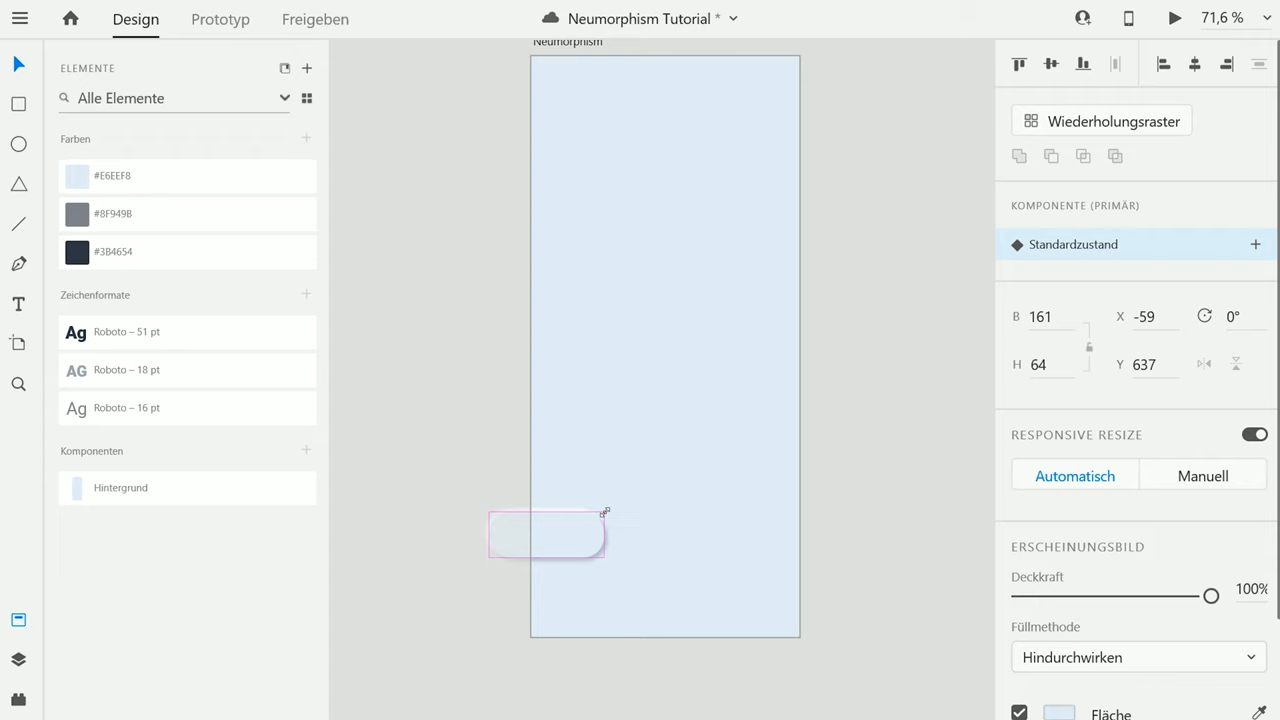 Design
Prototyp
Freigeben
Neumorphism Tutorial *
71,6 %
ELEMENTE
Alle Elemente
Farben
#E6EEF8
#8F949B
#3B4654
Zeichenformate
Ag Roboto – 51 pt
AG Roboto – 18 pt
Ag Roboto – 16 pt
Komponenten
Hintergrund
Neumorphism
Wiederholungsraster
KOMPONENTE (PRIMÄR)
Standardzustand
B 161 X -59 0°
H 64 Y 637
RESPONSIVE RESIZE
Automatisch Manuell
ERSCHEINUNGSBILD
Deckkraft
100%
Füllmethode
Hindurchwirken
Fläche